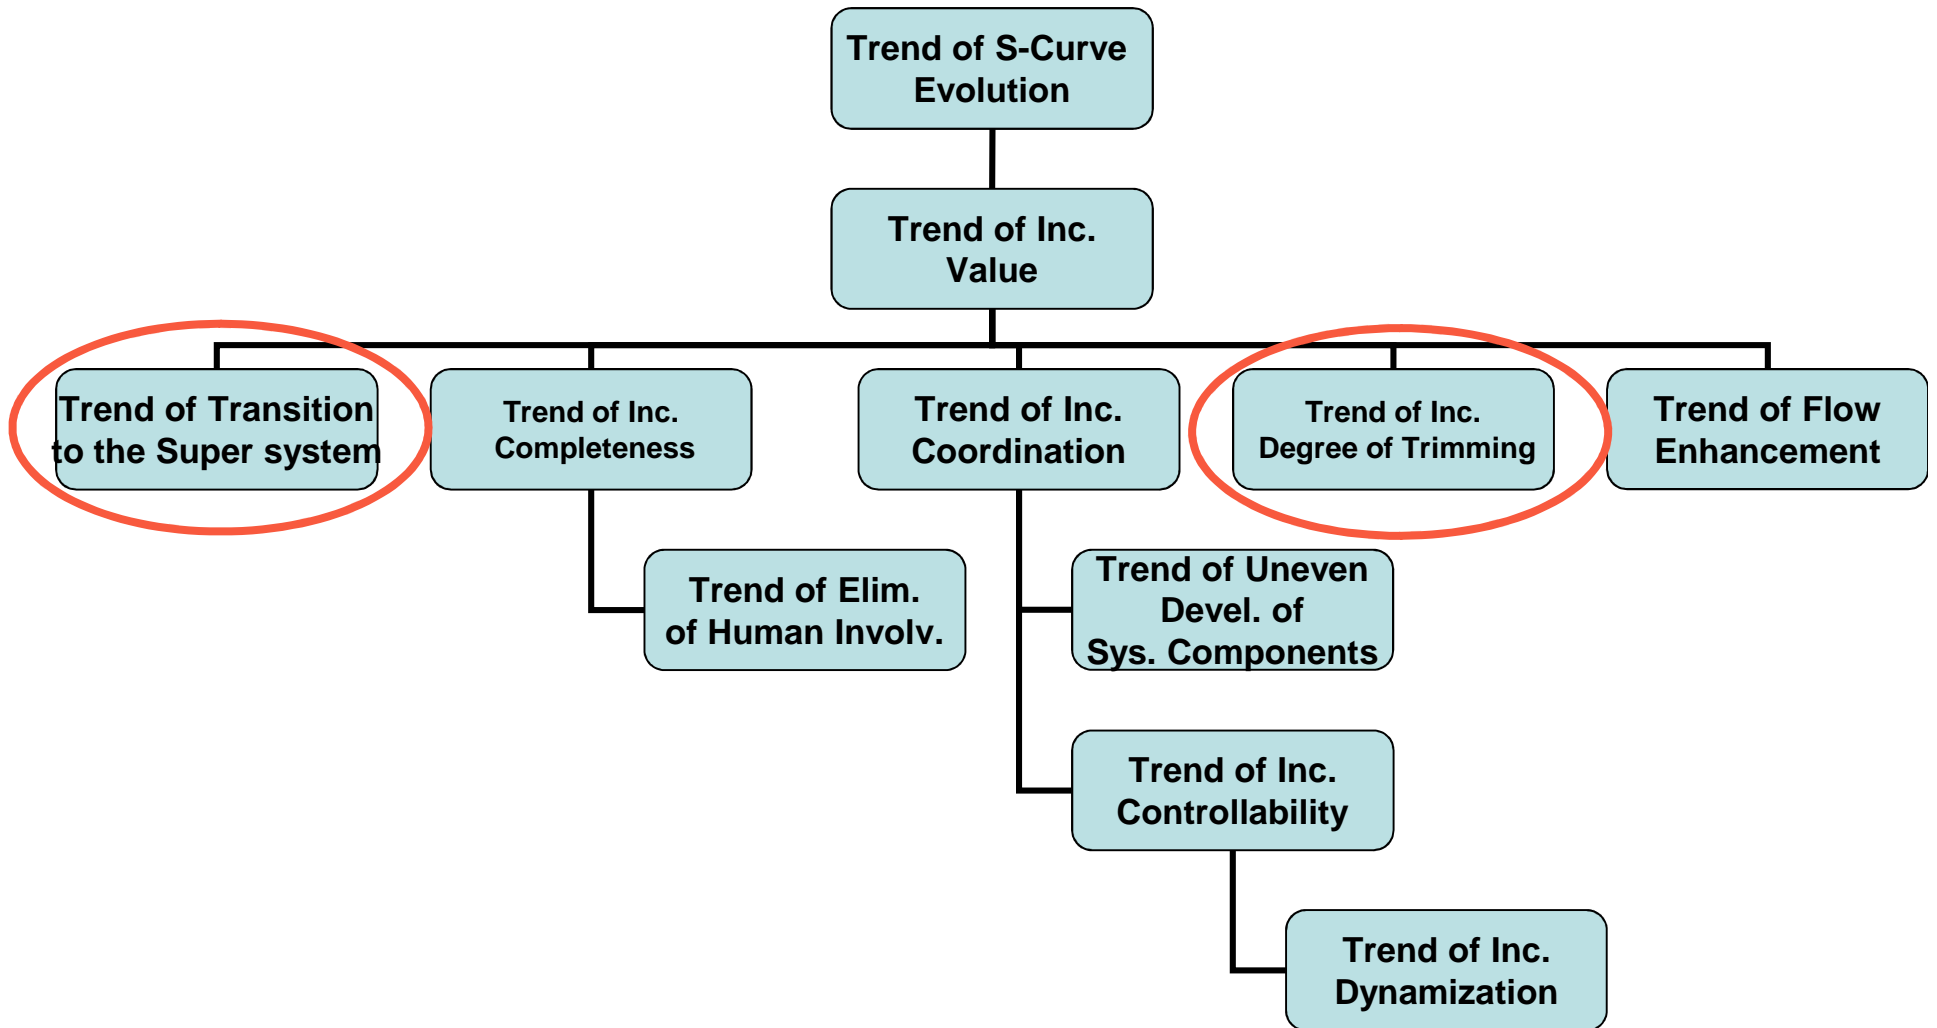 Trend of S-Curve
Evolution
Trend of Inc.
Value
Trend of Transition
to the Super system
Trend of Inc.
Completeness
Trend of Inc.
Coordination
Trend of Inc.
Degree of Trimming
Trend of Flow
Enhancement
Trend of Elim.
of Human Involv.
Trend of Uneven
Devel. of
Sys. Components
Trend of Inc.
Controllability
Trend of Inc.
Dynamization